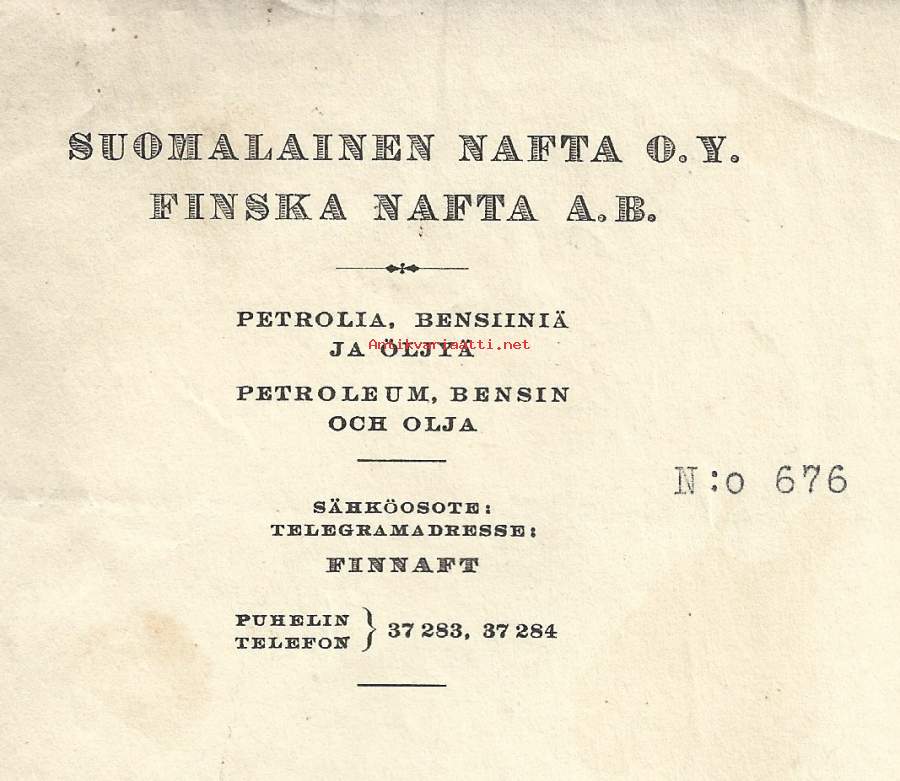 SUOMALAINEN NAFTA O.Y.
FINSKA NAFTA A.B.
PETROLIA, BENSIINIÄ
JA ÖLJYÄ
Antikvariaatti.net
PETROLEUM, BENSIN
OCH OLJA
N:o 676
SÄHKÖOSOTE:
TELEGRAMADRESSE:
FINNAFT
PUHELIN
TELEFON } 37 283, 37 284